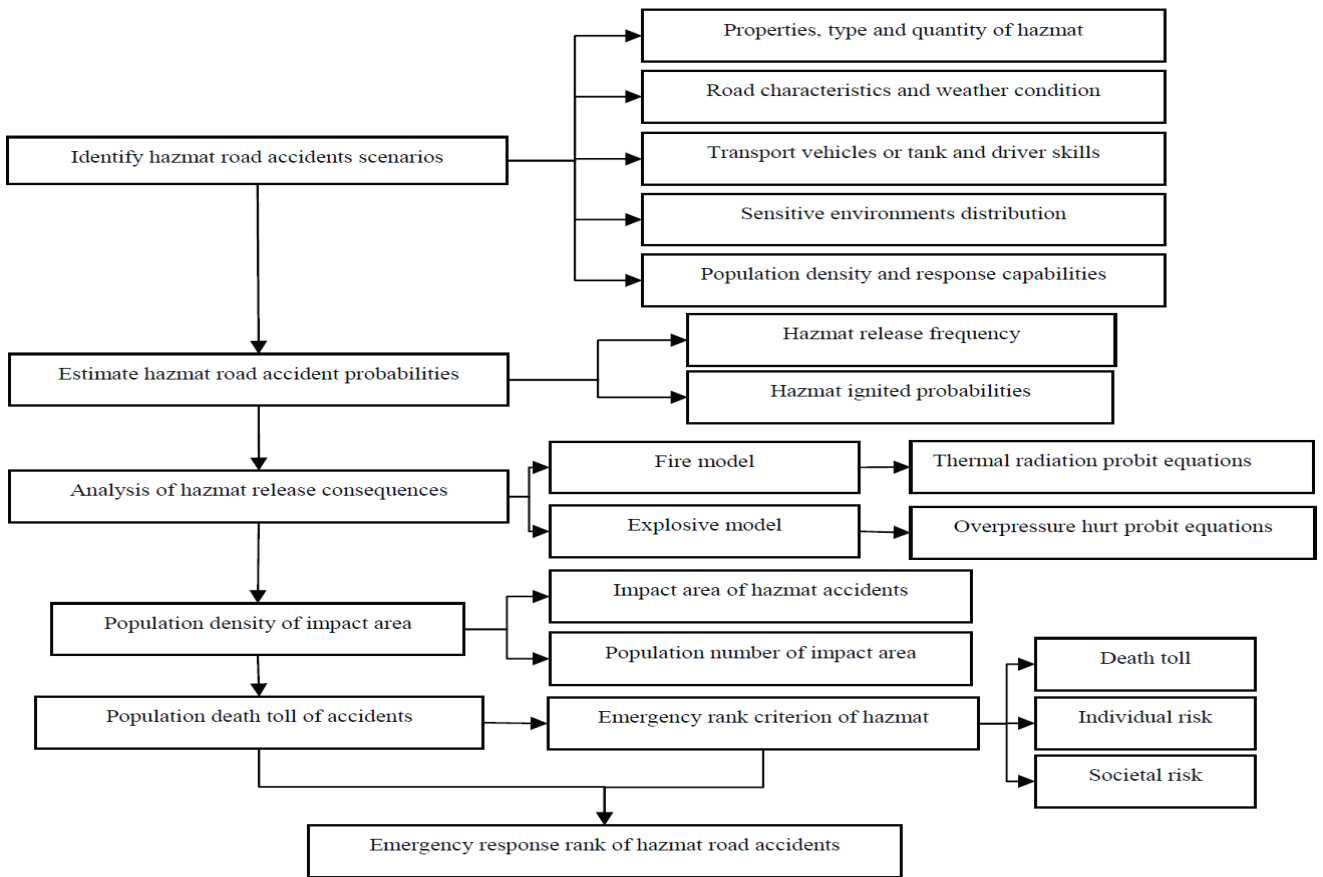 Properties, type and quantity of hazmat
Road characteristics and weather condition
Identify hazmat road accidents scenarios
Transport vehicles or tank and driver skills
Sensitive environments distribution
Population density and response capabilities
Hazmat release frequency
Estimate hazmat road accident probabilities
Hazmat ignited probabilities
Fire model
Thermal radiation probit equations
Analysis of hazmat release consequences
Explosive model
Overpressure hurt probit equations
Impact area of hazmat accidents
Population density of impact area
Population number of impact area
Death toll
Population death toll of accidents
Emergency rank criterion of hazmat
Individual risk
Societal risk
Emergency response rank of hazmat road accidents